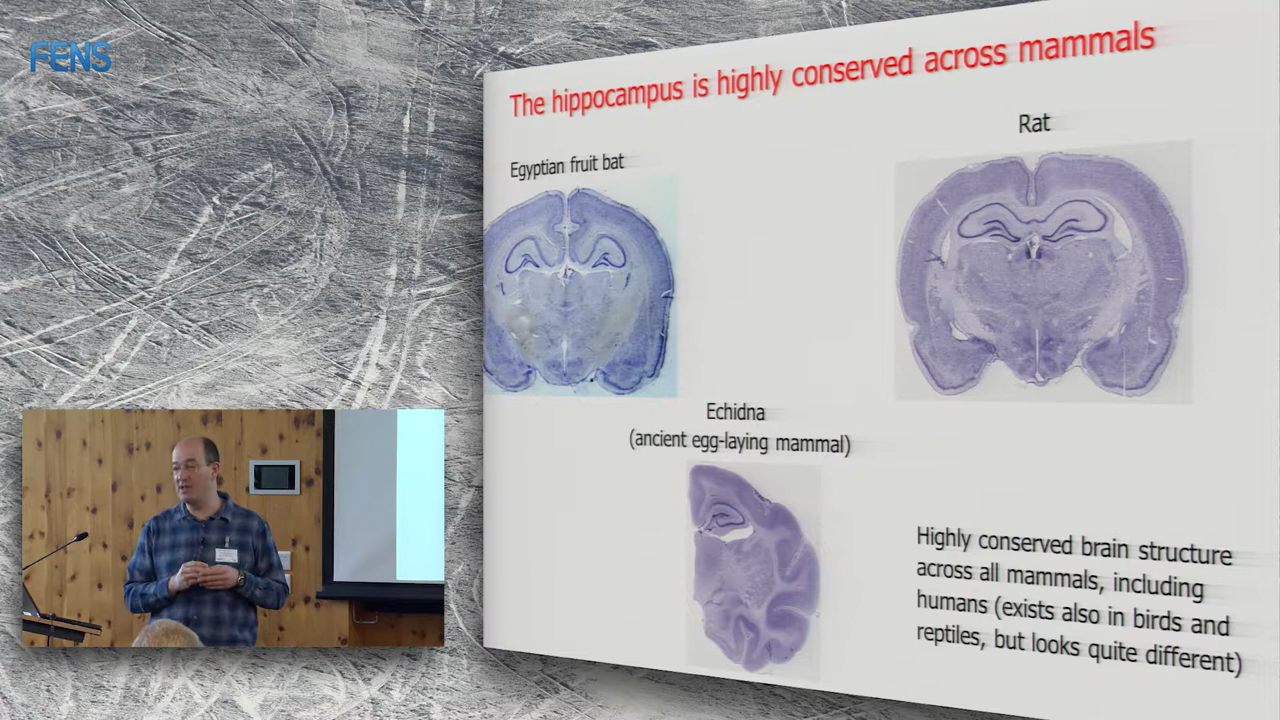 FENS
The hippocampus is highly conserved across mammals
Rat
Egyptian fruit bat
Echidna
(ancient egg-laying mammal)
Highly conserved brain structure
across all mammals, including
humans (exists also in birds and
reptiles, but looks quite different)